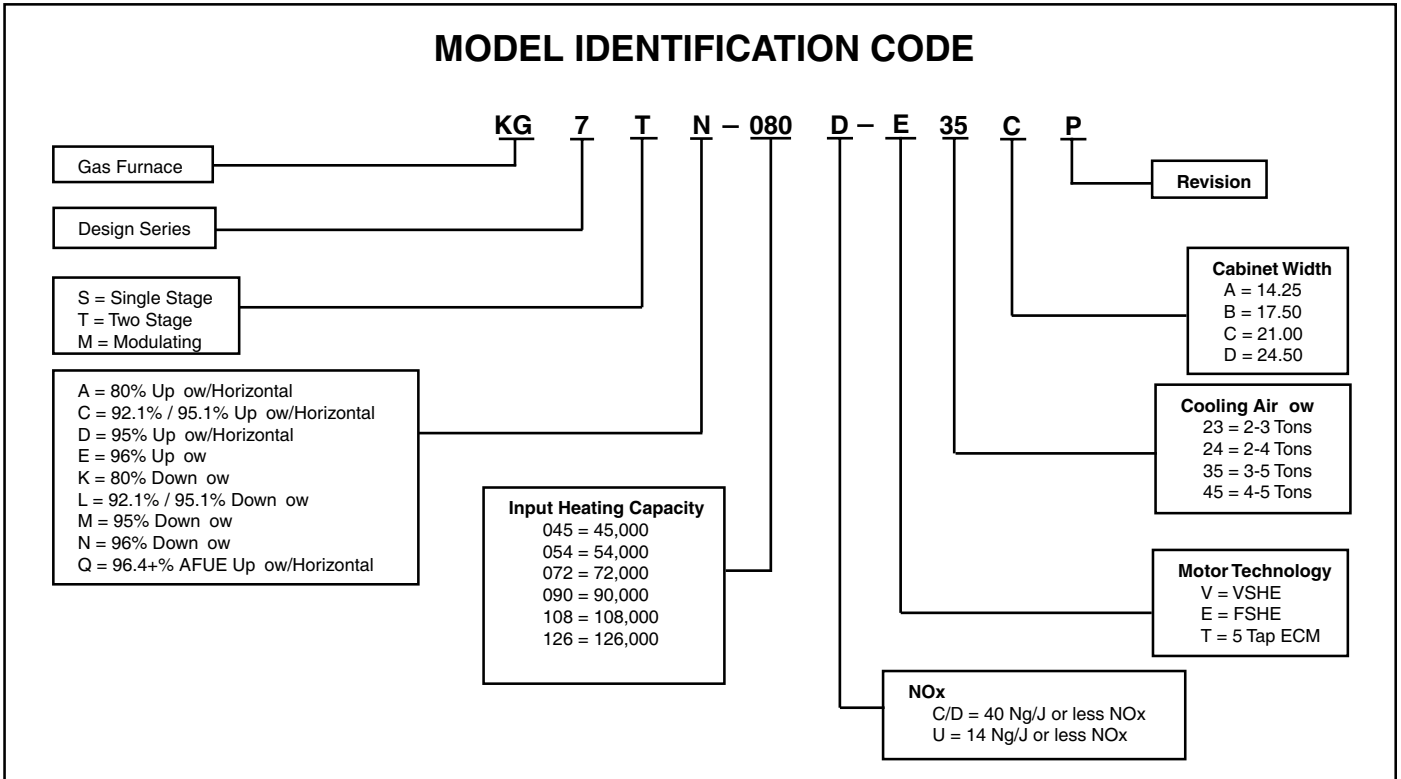 MODEL IDENTIFICATION CODE
KG 7 T N – 080 D – E 35 C P
Gas Furnace
Design Series
S = Single Stage
T = Two Stage
M = Modulating
A = 80% Up ow/Horizontal
C = 92.1% / 95.1% Up ow/Horizontal
D = 95% Up ow/Horizontal
E = 96% Up ow
K = 80% Down ow
L = 92.1% / 95.1% Down ow
M = 95% Down ow
N = 96% Down ow
Q = 96.4+% AFUE Up ow/Horizontal
Input Heating Capacity
045 = 45,000
054 = 54,000
072 = 72,000
090 = 90,000
108 = 108,000
126 = 126,000
Revision
Cabinet Width
A = 14.25
B = 17.50
C = 21.00
D = 24.50
Cooling Air ow
23 = 2-3 Tons
24 = 2-4 Tons
35 = 3-5 Tons
45 = 4-5 Tons
Motor Technology
V = VSHE
E = FSHE
T = 5 Tap ECM
NOx
C/D = 40 Ng/J or less NOx
U = 14 Ng/J or less NOx